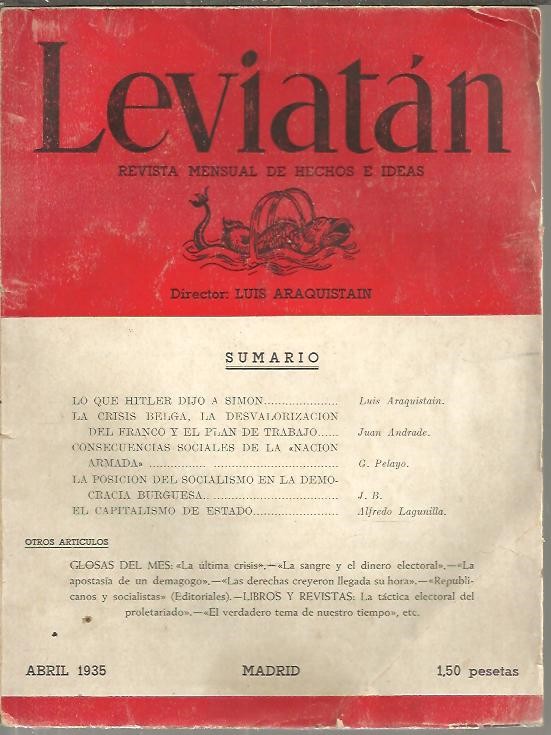 Leviatán
REVISTA MENSUAL DE HECHOS E IDEAS
Director: LUIS ARAQUISTAIN
SUMARIO
LO QUE HITLER DIJO A SIMON..................... Luis Araquistain.
LA CRISIS BELGA, LA DESVALORIZACION
DEL FRANCO Y EL PLAN DE TRABAJO...... Juan Andrade.
CONSECUENCIAS SOCIALES DE LA «NACION
ARMADA» ................ ................................... G. Pelayo.
LA POSICION DEL SOCIALISMO EN LA DEMO-
CRACIA BURGUESA.. ................................... J. B.
EL CAPITALISMO DE ESTADO........................ Alfredo Lagunilla.
OTROS ARTICULOS
GLOSAS DEL MES: «La última crisis».—«La sangre y el dinero electoral».—«La
apostasía de un demagogo».—«Las derechas creyeron llegada su hora».—«Republi-
canos y socialistas» (Editoriales).—LIBROS Y REVISTAS: La táctica electoral del
proletariado».—«El verdadero tema de nuestro tiempo», etc.
ABRIL 1935 MADRID 1,50 pesetas